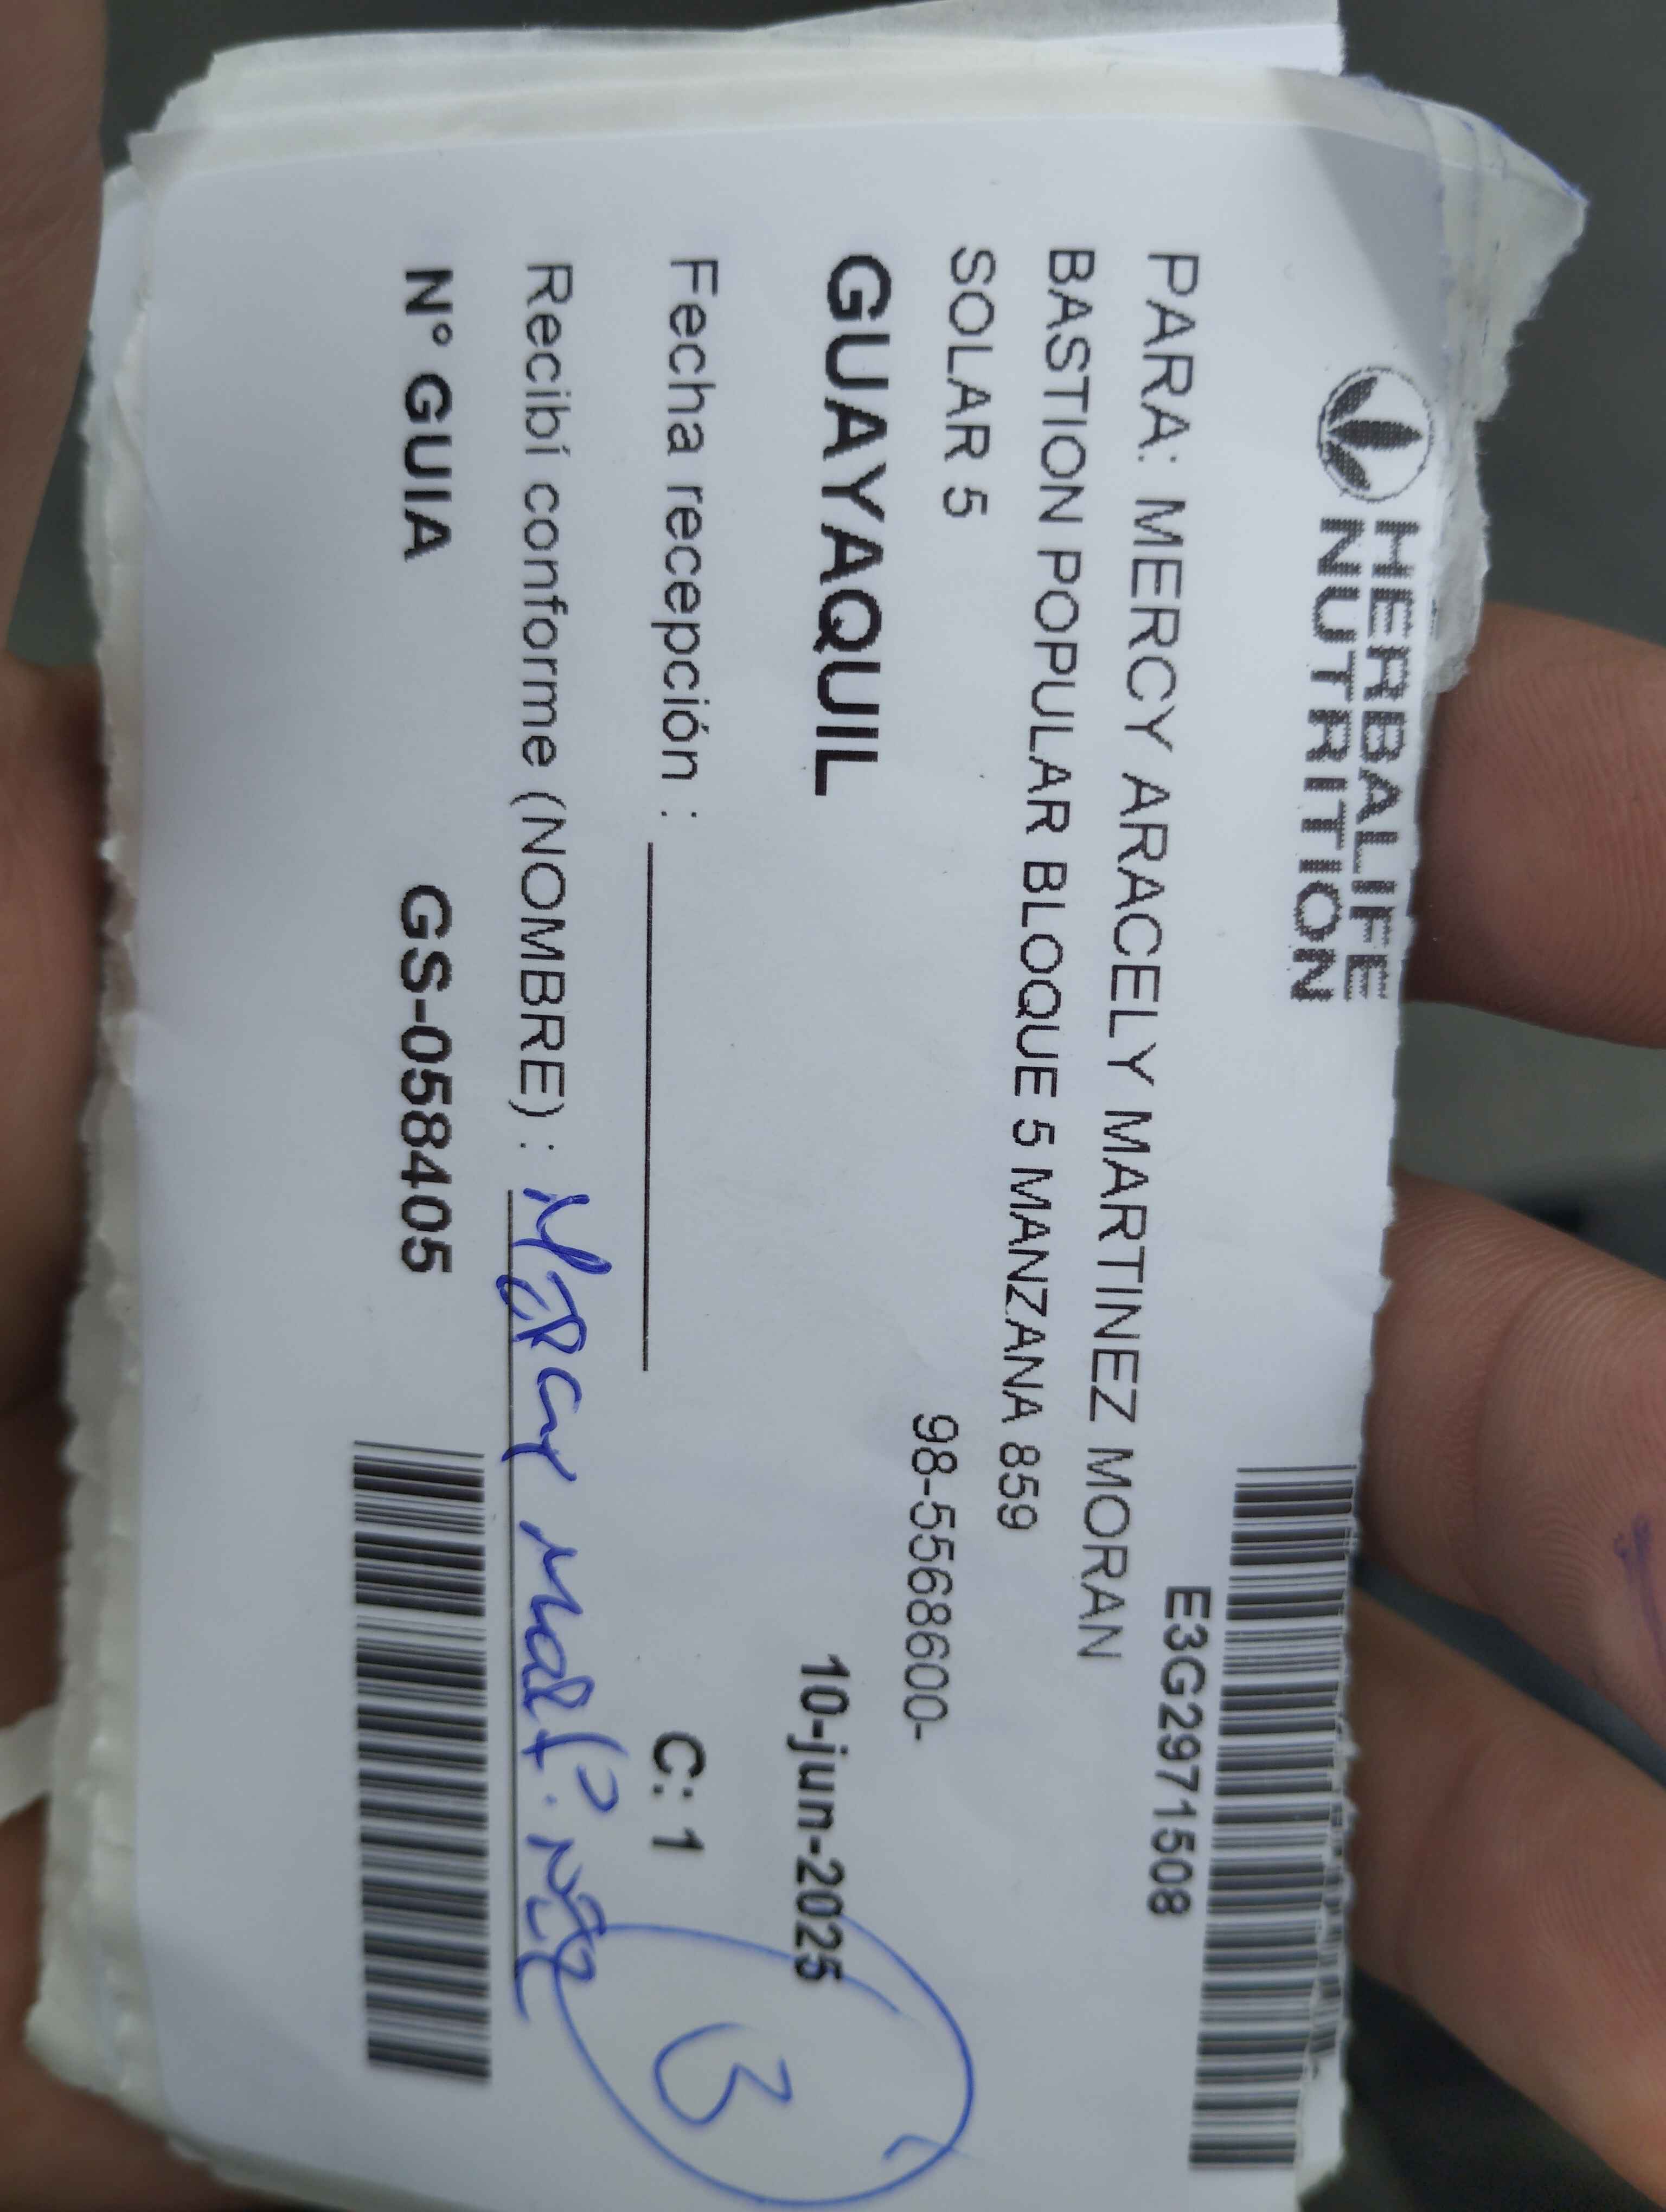 HERBALIFE
NUTRITION
E3G2971508
PARA: MERCY ARACELY MARTINEZ MORAN
BASTION POPULAR BLOQUE 5 MANZANA 859
SOLAR 5
98-5568600-
GUAYAQUIL
10-jun-2025
Fecha recepción :
C: 1
3
Recibí conforme (NOMBRE) : Mercy
N° GUIA GS-058405